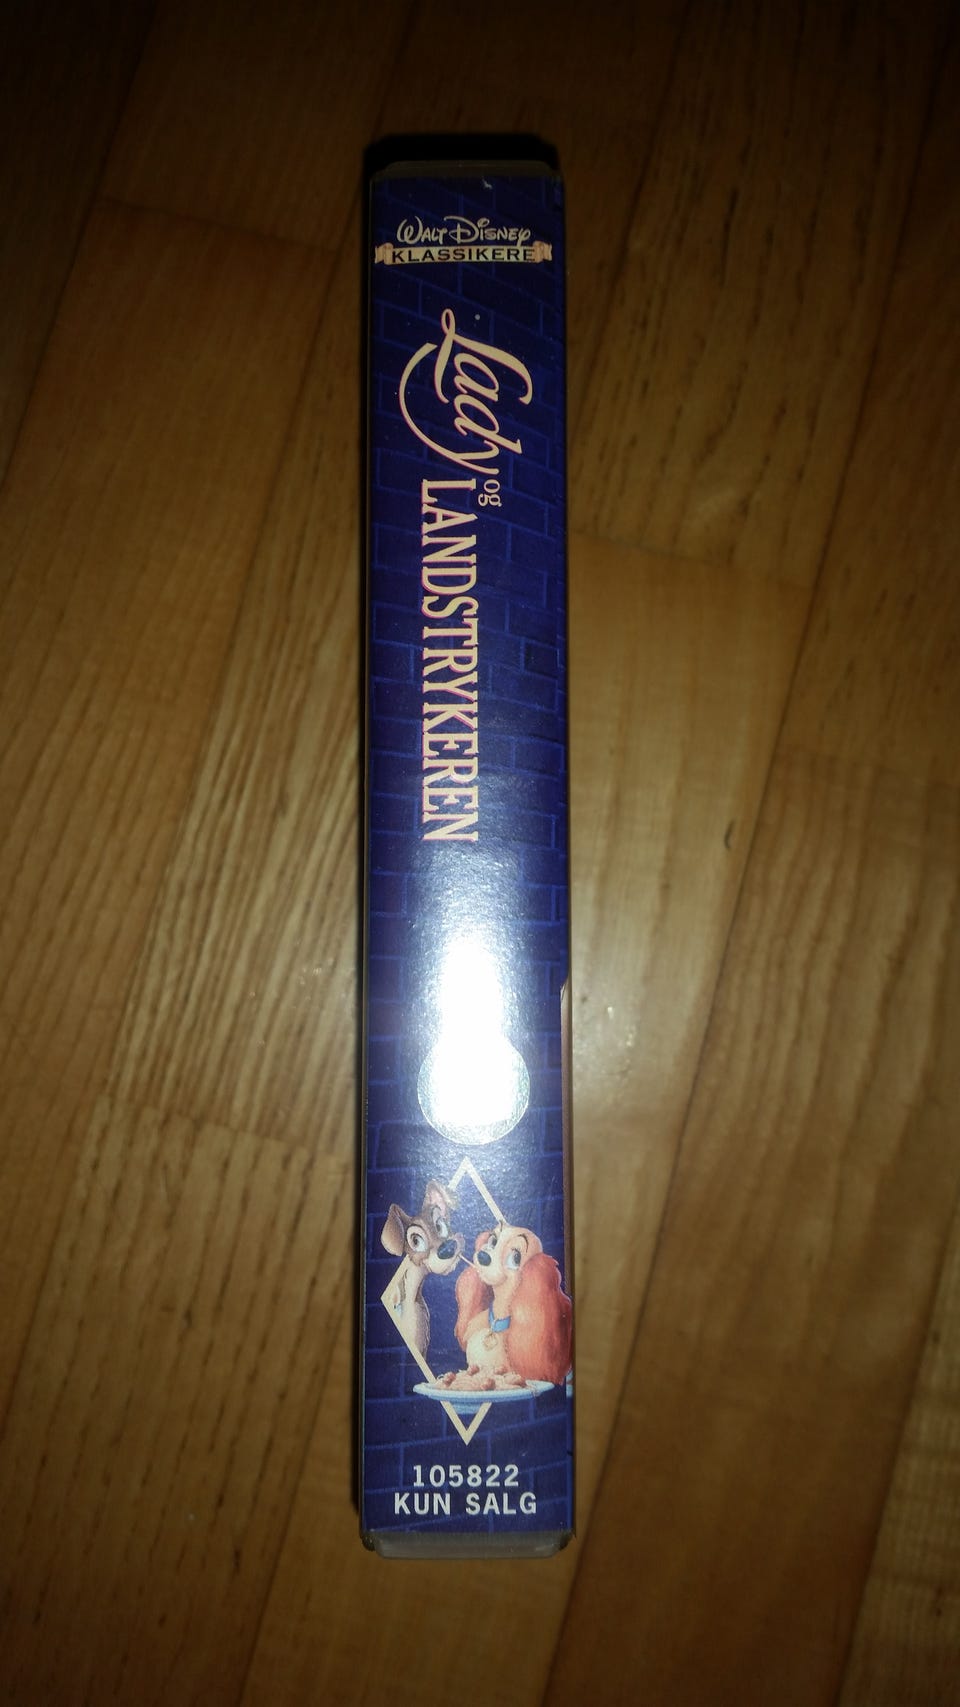 WALT DISNEY
KLASSIKERE
Lady og
LANDSTRYKEREN
105822
KUN SALG